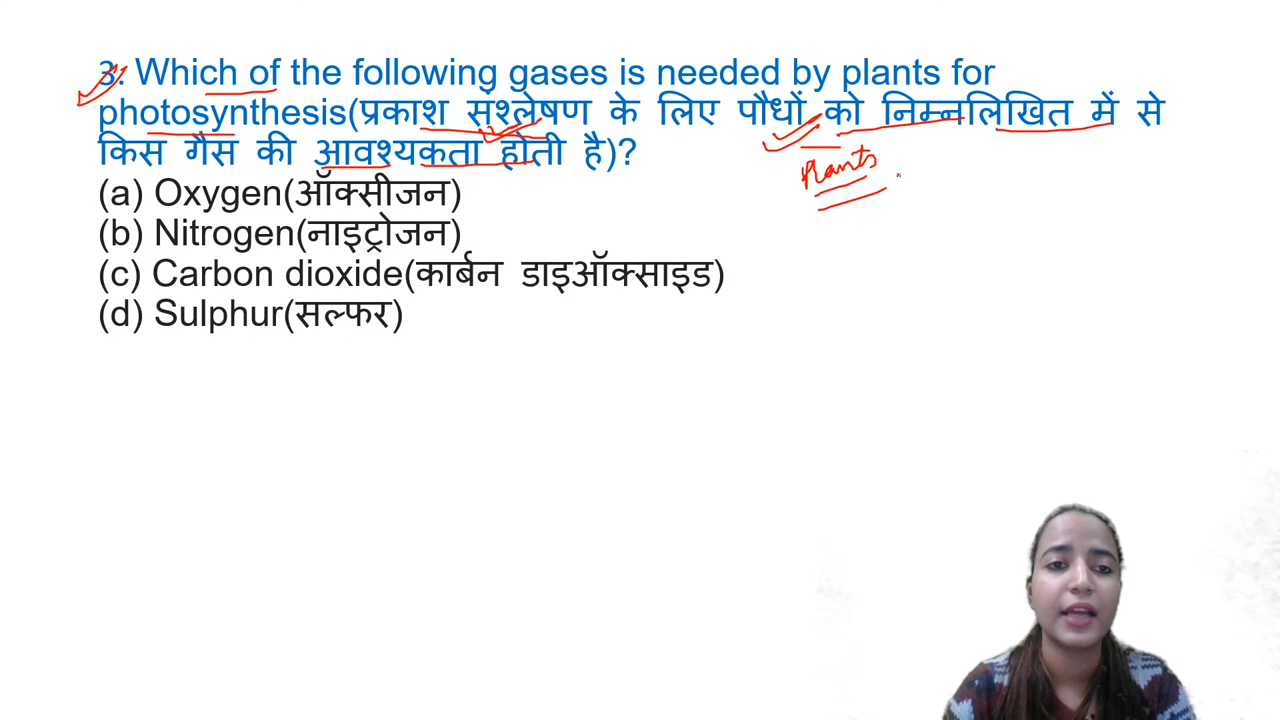 3. Which of the following gases is needed by plants for
photosynthesis(प्रकाश संश्लेषण के लिए पौधों को निम्नलिखित में से
किस गैस की आवश्यकता होती है)?
Plants
(a) Oxygen(ऑक्सीजन)
(b) Nitrogen(नाइट्रोजन)
(c) Carbon dioxide(कार्बन डाइऑक्साइड)
(d) Sulphur(सल्फर)